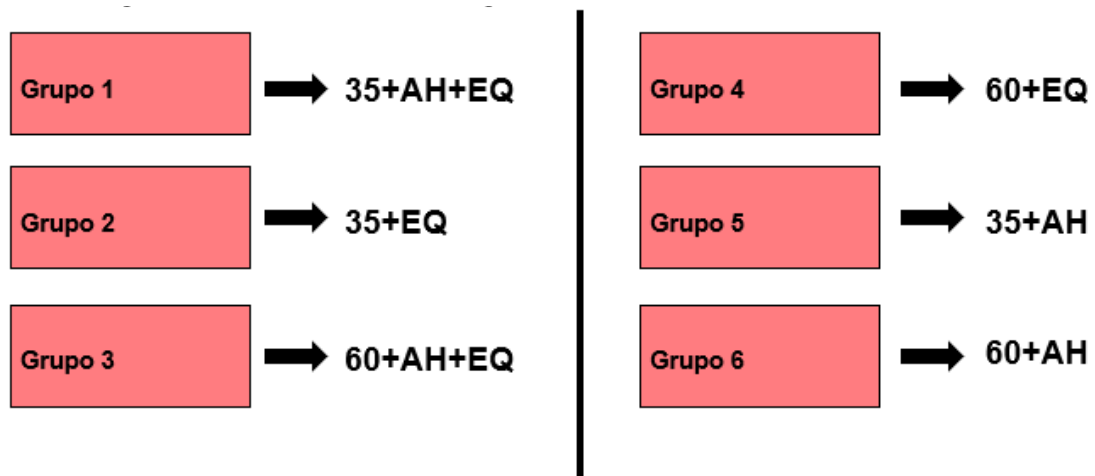 Grupo 1
35+AH+EQ
Grupo 2
35+EQ
Grupo 3
60+AH+EQ
Grupo 4
60+EQ
Grupo 5
35+AH
Grupo 6
60+AH